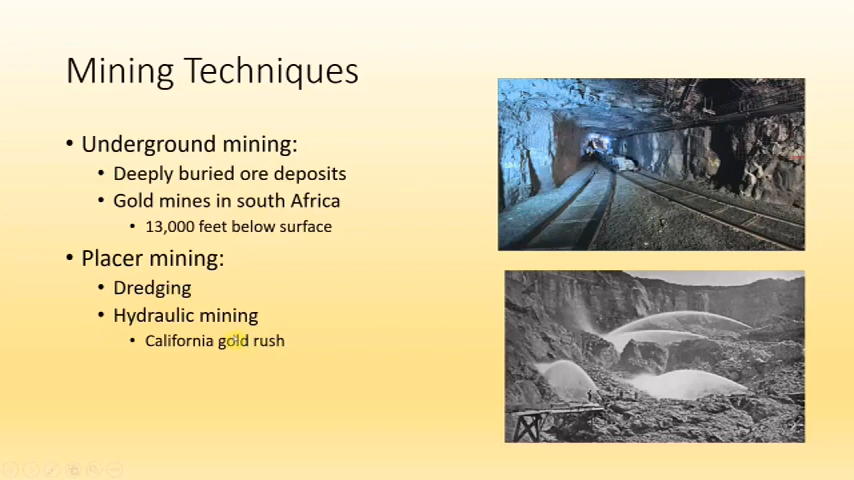 Mining Techniques
• Underground mining:
• Deeply buried ore deposits
• Gold mines in south Africa
• 13,000 feet below surface
• Placer mining:
• Dredging
• Hydraulic mining
• California gold rush